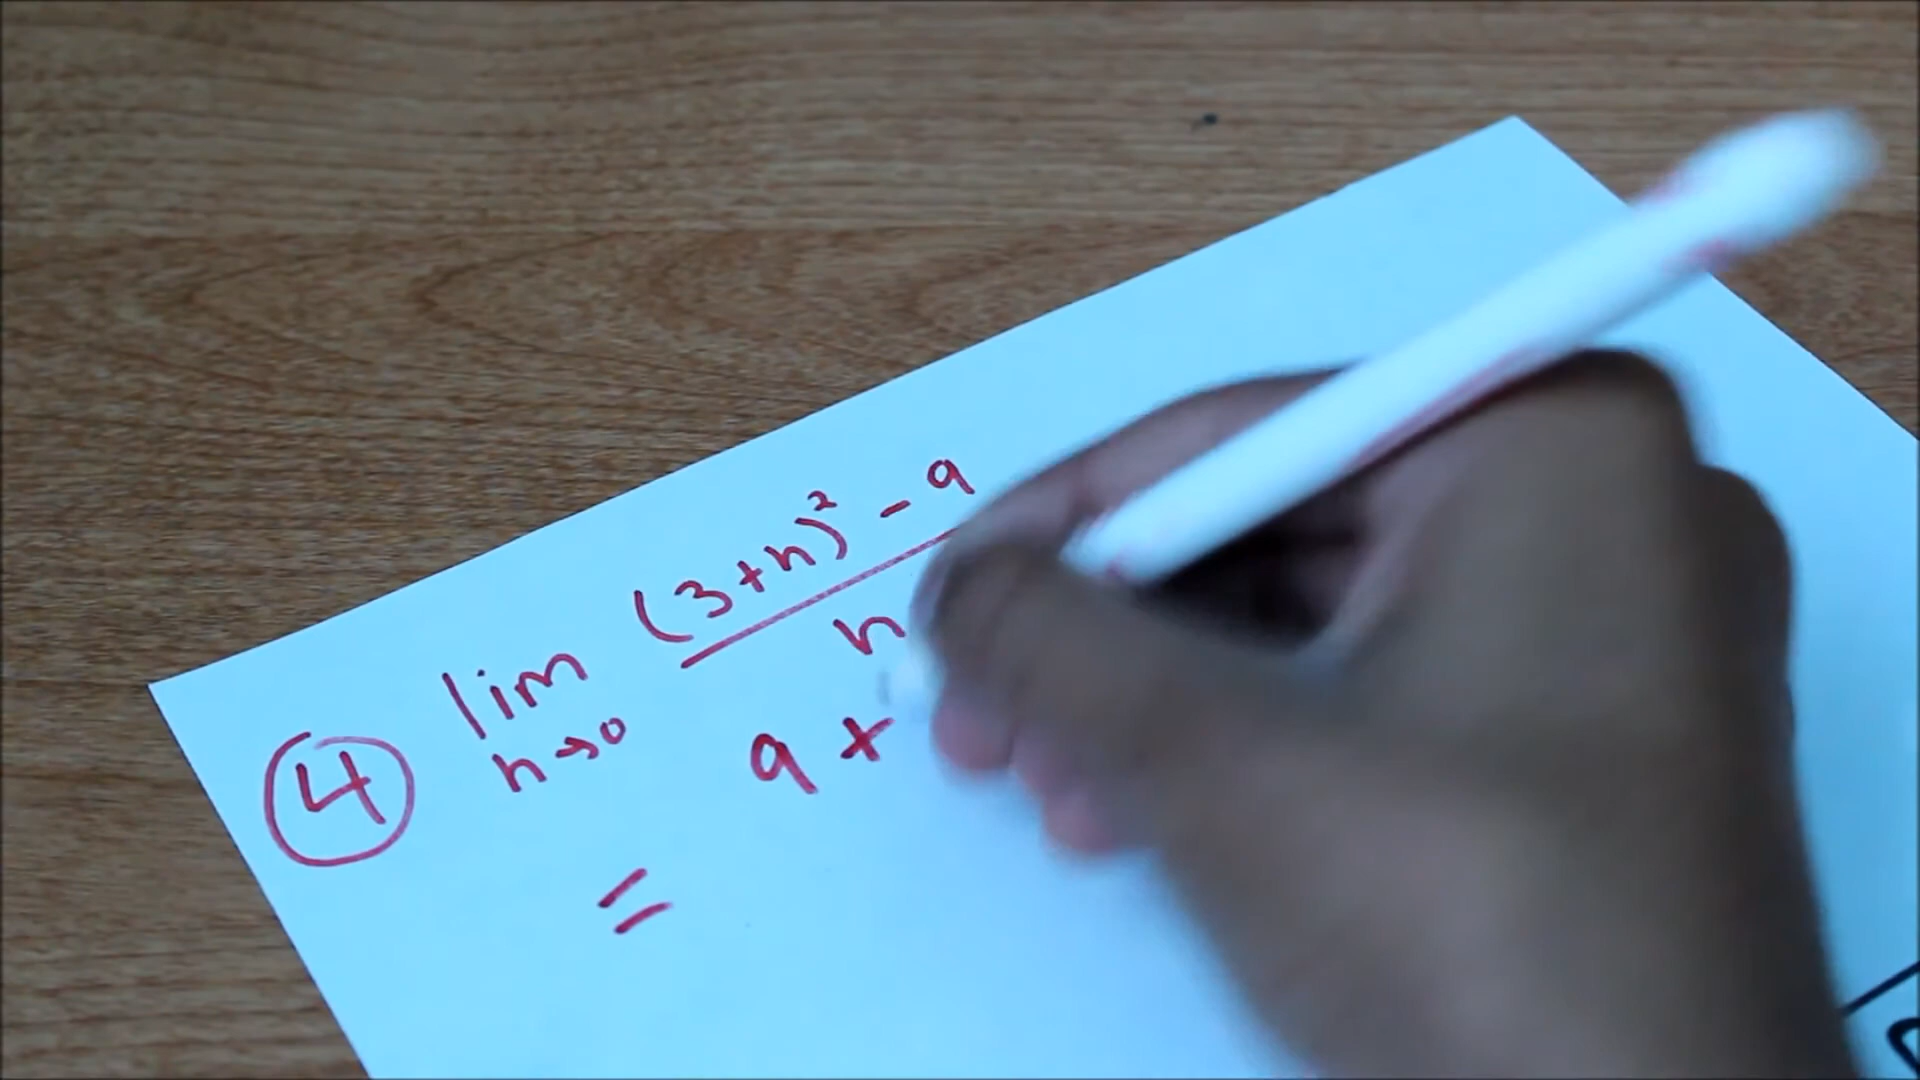 ④ lim h→0 (3+h)² - 9 / h
= 9 +